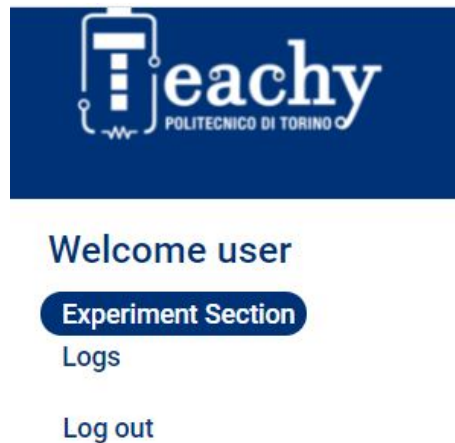 Teachy
POLITECNICO DI TORINO
Welcome user
Experiment Section
Logs
Log out